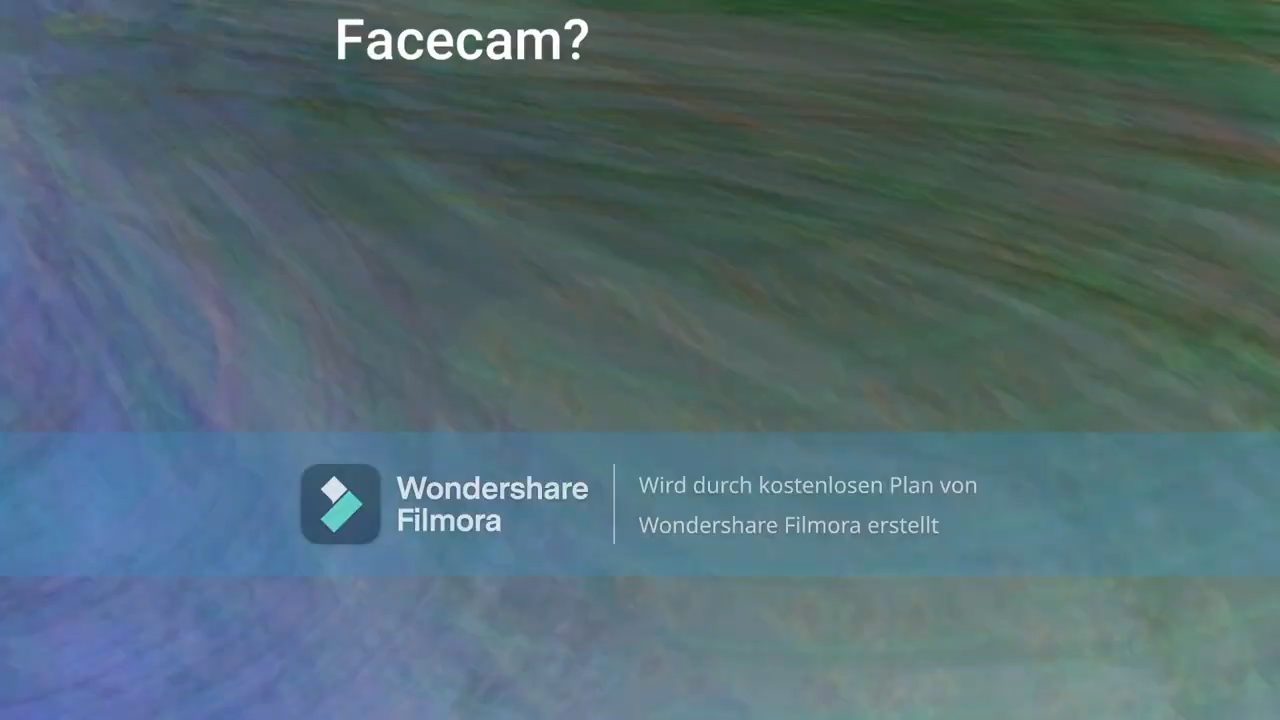 Facecam?
Wondershare
Filmora
Wird durch kostenlosen Plan von
Wondershare Filmora erstellt